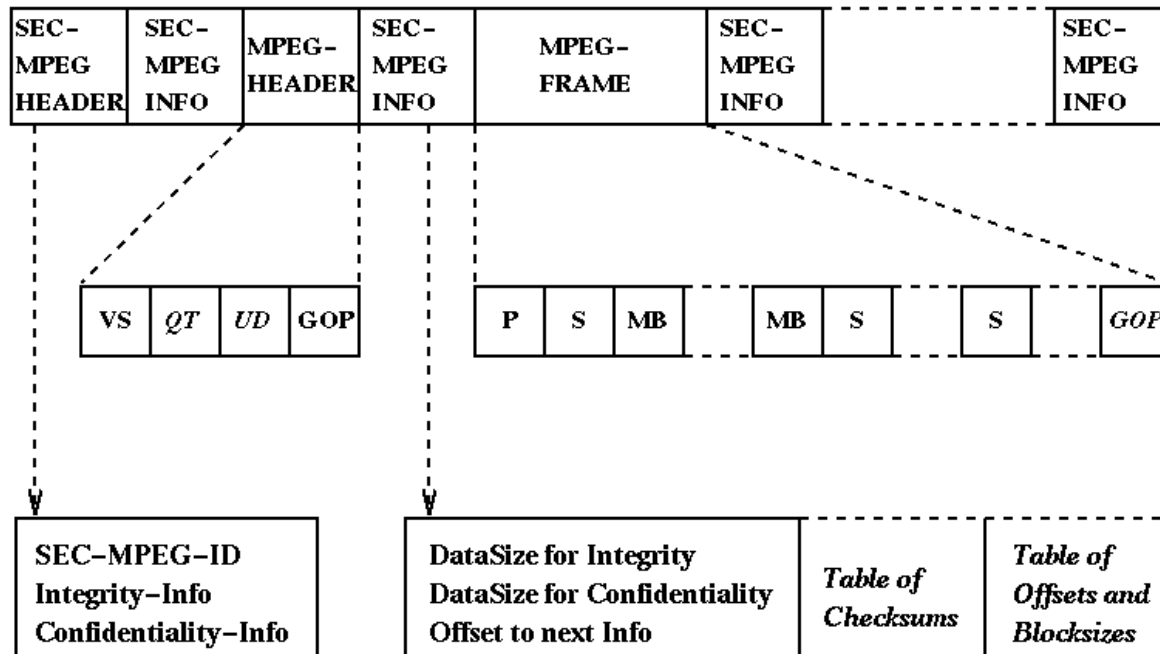 SEC-
MPEG
HEADER
SEC-
MPEG
INFO
MPEG-
HEADER
SEC-
MPEG
INFO
MPEG-
FRAME
SEC-
MPEG
INFO
SEC-
MPEG
INFO
VS
QT
UD
GOP
P
S
MB
MB
S
S
GOP
SEC-MPEG-ID
Integrity-Info
Confidentiality-Info
DataSize for Integrity
DataSize for Confidentiality
Offset to next Info
Table of
Checksums
Table of
Offsets and
Blocksizes